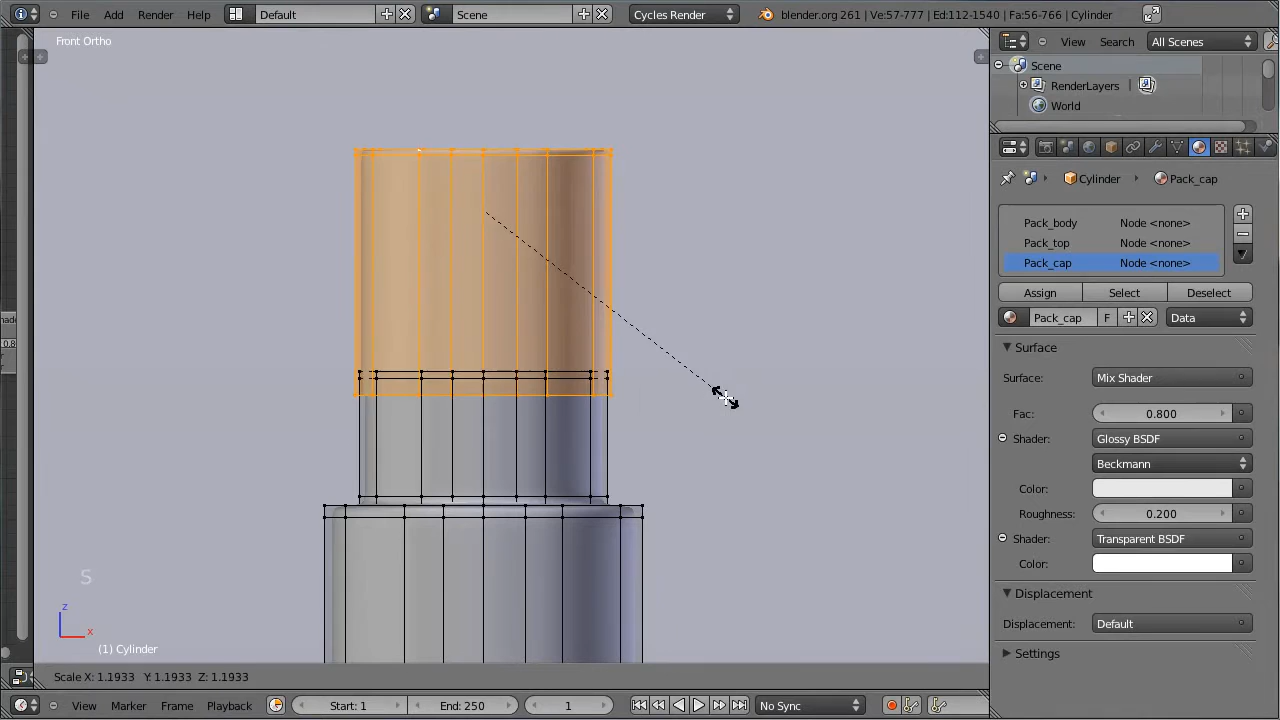 File Add Render Help Default Scene Cycles Render blender.org 261 | Ve:57-777 | Ed:112-1540 | Fa:56-766 | Cylinder
Front Ortho
View Search All Scenes
Scene
RenderLayers |
World
Cylinder Pack_cap
Pack_body Node <none>
Pack_top Node <none>
Pack_cap Node <none>
Assign Select Deselect
Pack_cap F Data
Surface
Surface: Mix Shader
Fac: 0.800
Shader: Glossy BSDF
Beckmann
Color:
Roughness: 0.200
Shader: Transparent BSDF
Color:
Displacement
Displacement: Default
Settings
S
z
x
(1) Cylinder
Scale X: 1.1933 Y: 1.1933 Z: 1.1933
View Marker Frame Playback Start: 1 End: 250 1 No Sync